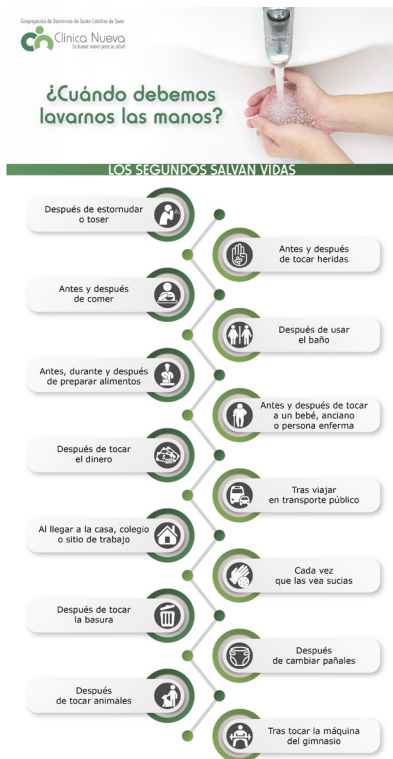 Congregación de Dominicas de Santa Catalina de Sena
Clínica Nueva
La buena nueva para su salud
¿Cuándo debemos
lavarnos las manos?
LOS SEGUNDOS SALVAN VIDAS
Después de estornudar
o toser
Antes y después
de tocar heridas
Antes y después
de comer
Después de usar
el baño
Antes, durante y después
de preparar alimentos
Antes y después de tocar
a un bebé, anciano
o persona enferma
Después de tocar
el dinero
Tras viajar
en transporte público
Al llegar a la casa, colegio
o sitio de trabajo
Cada vez
que las vea sucias
Después de tocar
la basura
Después
de cambiar pañales
Después
de tocar animales
Tras tocar la máquina
del gimnasio